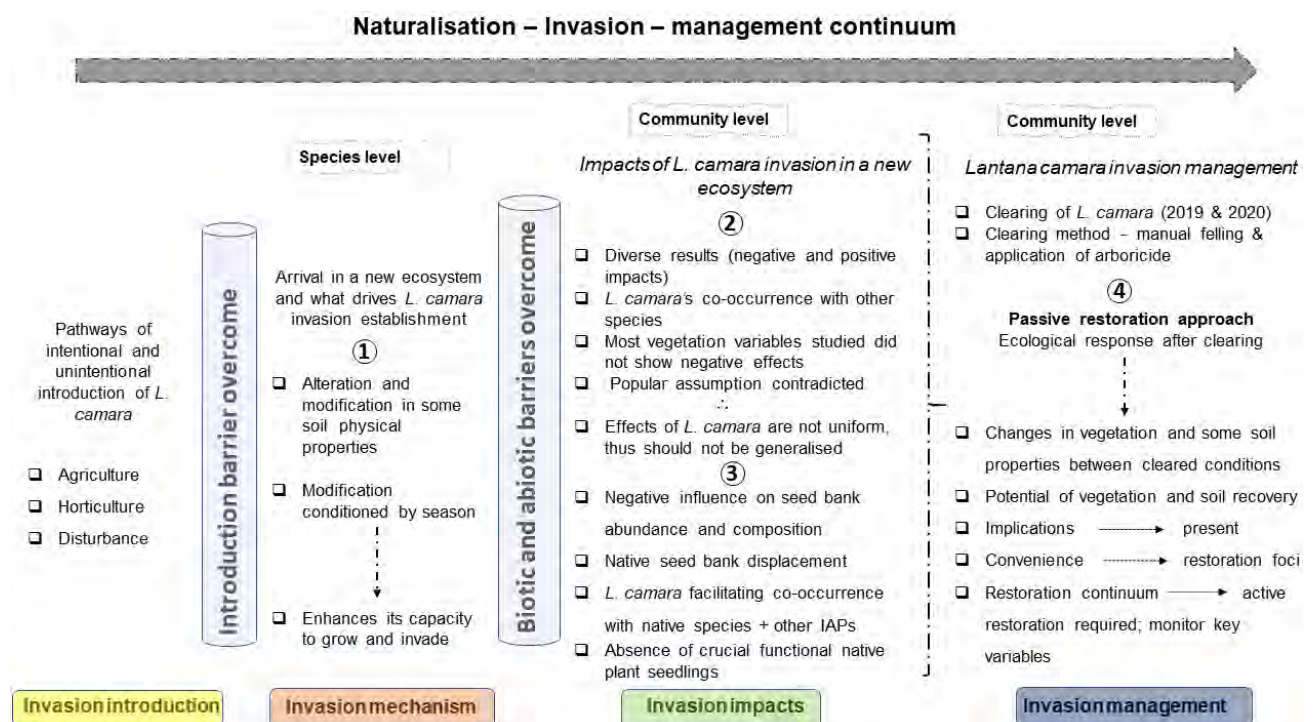 Naturalisation – Invasion – management continuum
Pathways of
intentional and
unintentional
introduction of L.
camara
❑ Agriculture
❑ Horticulture
❑ Disturbance
Invasion introduction
Introduction barrier overcome
Species level
Arrival in a new ecosystem
and what drives L. camara
invasion establishment
①
❑ Alteration and
modification in some
soil physical
properties
❑ Modification
conditioned by season
❑ Enhances its capacity
to grow and invade
Invasion mechanism
Biotic and abiotic barriers overcome
Community level
Impacts of L. camara invasion in a new
ecosystem
②
❑ Diverse results (negative and positive
impacts)
❑ L. camara's co-occurrence with other
species
❑ Most vegetation variables studied did
not show negative effects
❑ Popular assumption contradicted
∴
❑ Effects of L. camara are not uniform,
thus should not be generalised
③
❑ Negative influence on seed bank
abundance and composition
❑ Native seed bank displacement
❑ L. camara facilitating co-occurrence
with native species + other IAPs
❑ Absence of crucial functional native
plant seedlings
Invasion impacts
Community level
Lantana camara invasion management
❑ Clearing of L. camara (2019 & 2020)
❑ Clearing method – manual felling &
application of arboricide
④
Passive restoration approach
Ecological response after clearing
❑ Changes in vegetation and some soil
properties between cleared conditions
❑ Potential of vegetation and soil recovery
❑ Implications present
❑ Convenience restoration foci
❑ Restoration continuum active
restoration required; monitor key
variables
Invasion management